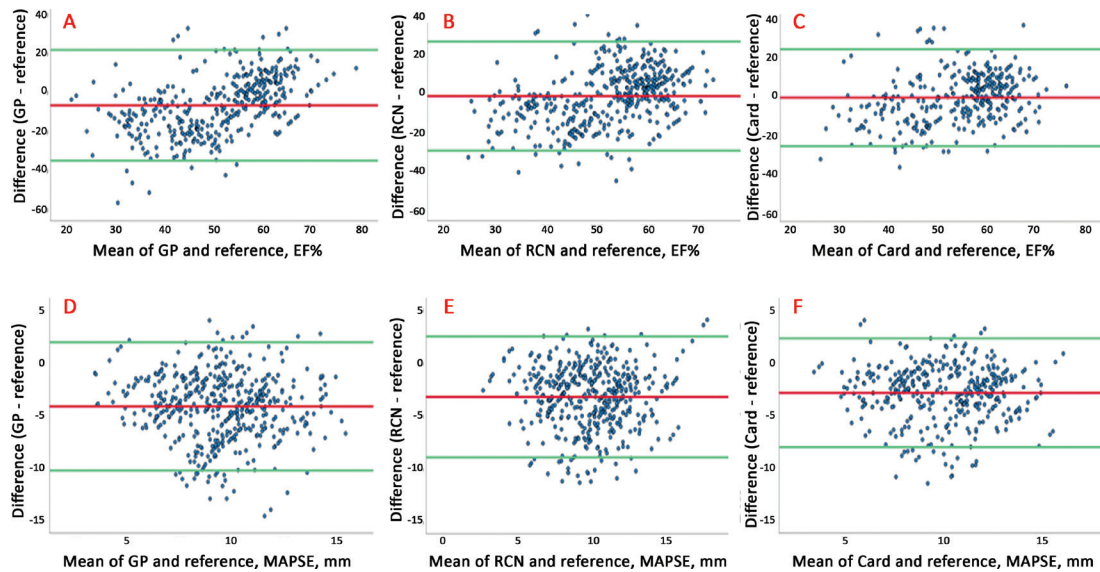 A
B
C
Difference (GP - reference)
40
20
0
-20
-40
-60
20 30 40 50 60 70 80
Mean of GP and reference, EF%
Difference (RCN - reference)
40
20
0
-20
-40
-60
20 30 40 50 60 70
Mean of RCN and reference, EF%
Difference (Card - reference)
40
20
0
-20
-40
-60
20 30 40 50 60 70 80
Mean of Card and reference, EF%
D
E
F
Difference (GP - reference)
5
0
-5
-10
-15
5 10 15
Mean of GP and reference, MAPSE, mm
Difference (RCN - reference)
5
0
-5
-10
-15
0 5 10 15
Mean of RCN and reference, MAPSE, mm
Difference (Card - reference)
5
0
-5
-10
-15
5 10 15
Mean of Card and reference, MAPSE, mm